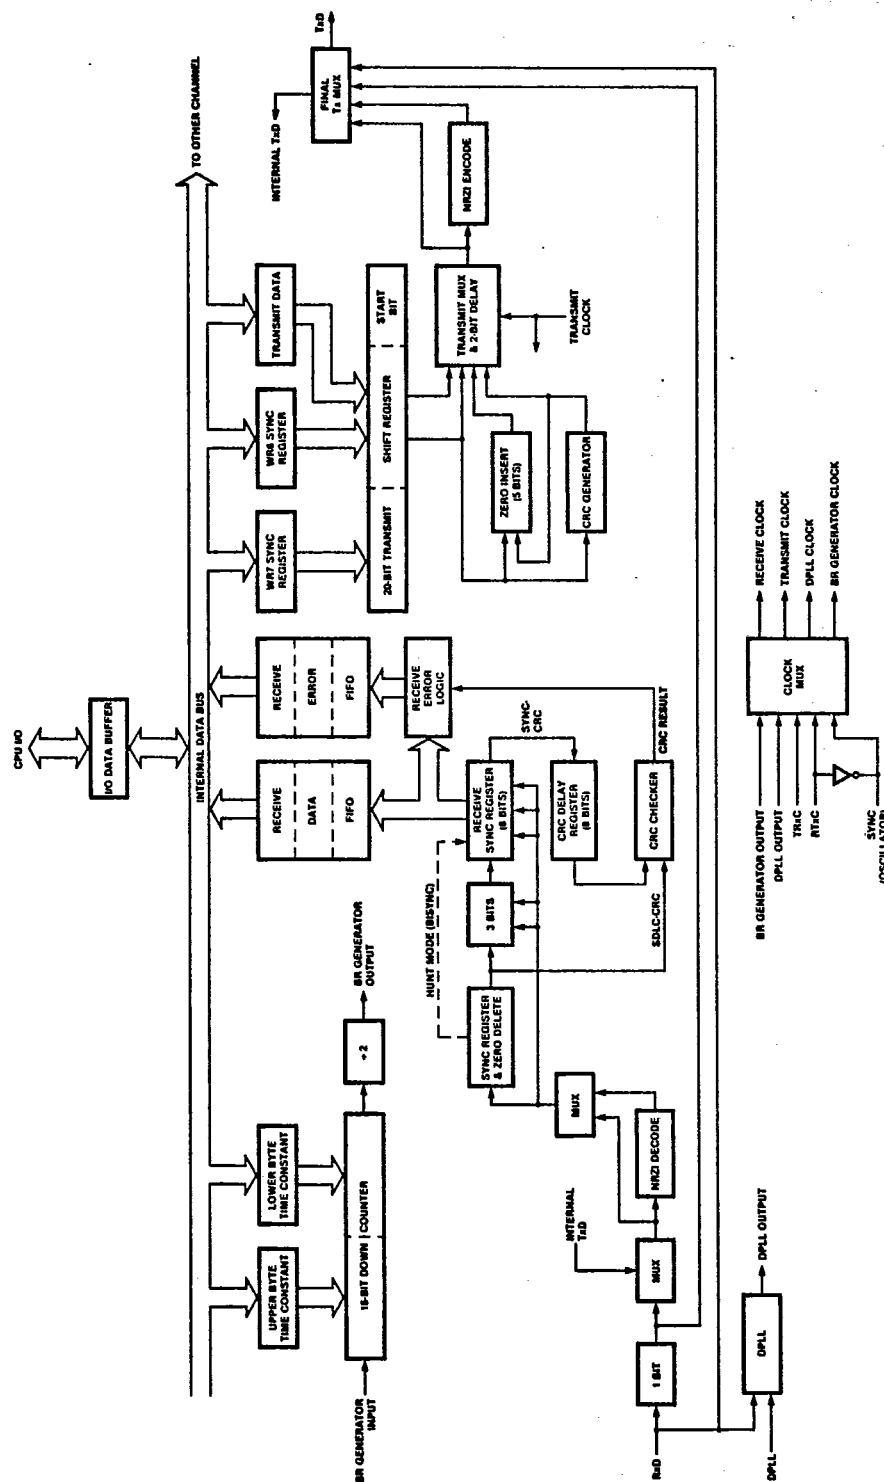 CPU I/O
I/O DATA BUFFER
INTERNAL DATA BUS
TO OTHER CHANNEL
UPPER BYTE
TIME CONSTANT
LOWER BYTE
TIME CONSTANT
16-BIT DOWN COUNTER
BR GENERATOR
INPUT
÷2
BR GENERATOR
OUTPUT
RECEIVE
DATA
FIFO
RECEIVE
ERROR
FIFO
RECEIVE
ERROR
LOGIC
WR7 SYNC
REGISTER
WR6 SYNC
REGISTER
TRANSMIT DATA
20-BIT TRANSMIT
SHIFT REGISTER
START
BIT
ZERO INSERT
(5 BITS)
CRC GENERATOR
TRANSMIT MUX
& 2-BIT DELAY
TRANSMIT
CLOCK
NRZI ENCODE
FINAL
Tx MUX
INTERNAL TxD
TxD
HUNT MODE (BISYNC)
SYNC REGISTER
& ZERO DELETE
3 BITS
RECEIVE
SYNC REGISTER
(8 BITS)
SYNC-
CRC
CRC DELAY
REGISTER
(8 BITS)
CRC CHECKER
CRC RESULT
SDLC-CRC
RxD
1 BIT
MUX
INTERNAL
TxD
NRZI DECODE
MUX
DPLL
DPLL
DPLL OUTPUT
BR GENERATOR OUTPUT
DPLL OUTPUT
TRxC
RTxC
SYNC
(OSCILLATOR)
CLOCK
MUX
RECEIVE CLOCK
TRANSMIT CLOCK
DPLL CLOCK
BR GENERATOR CLOCK